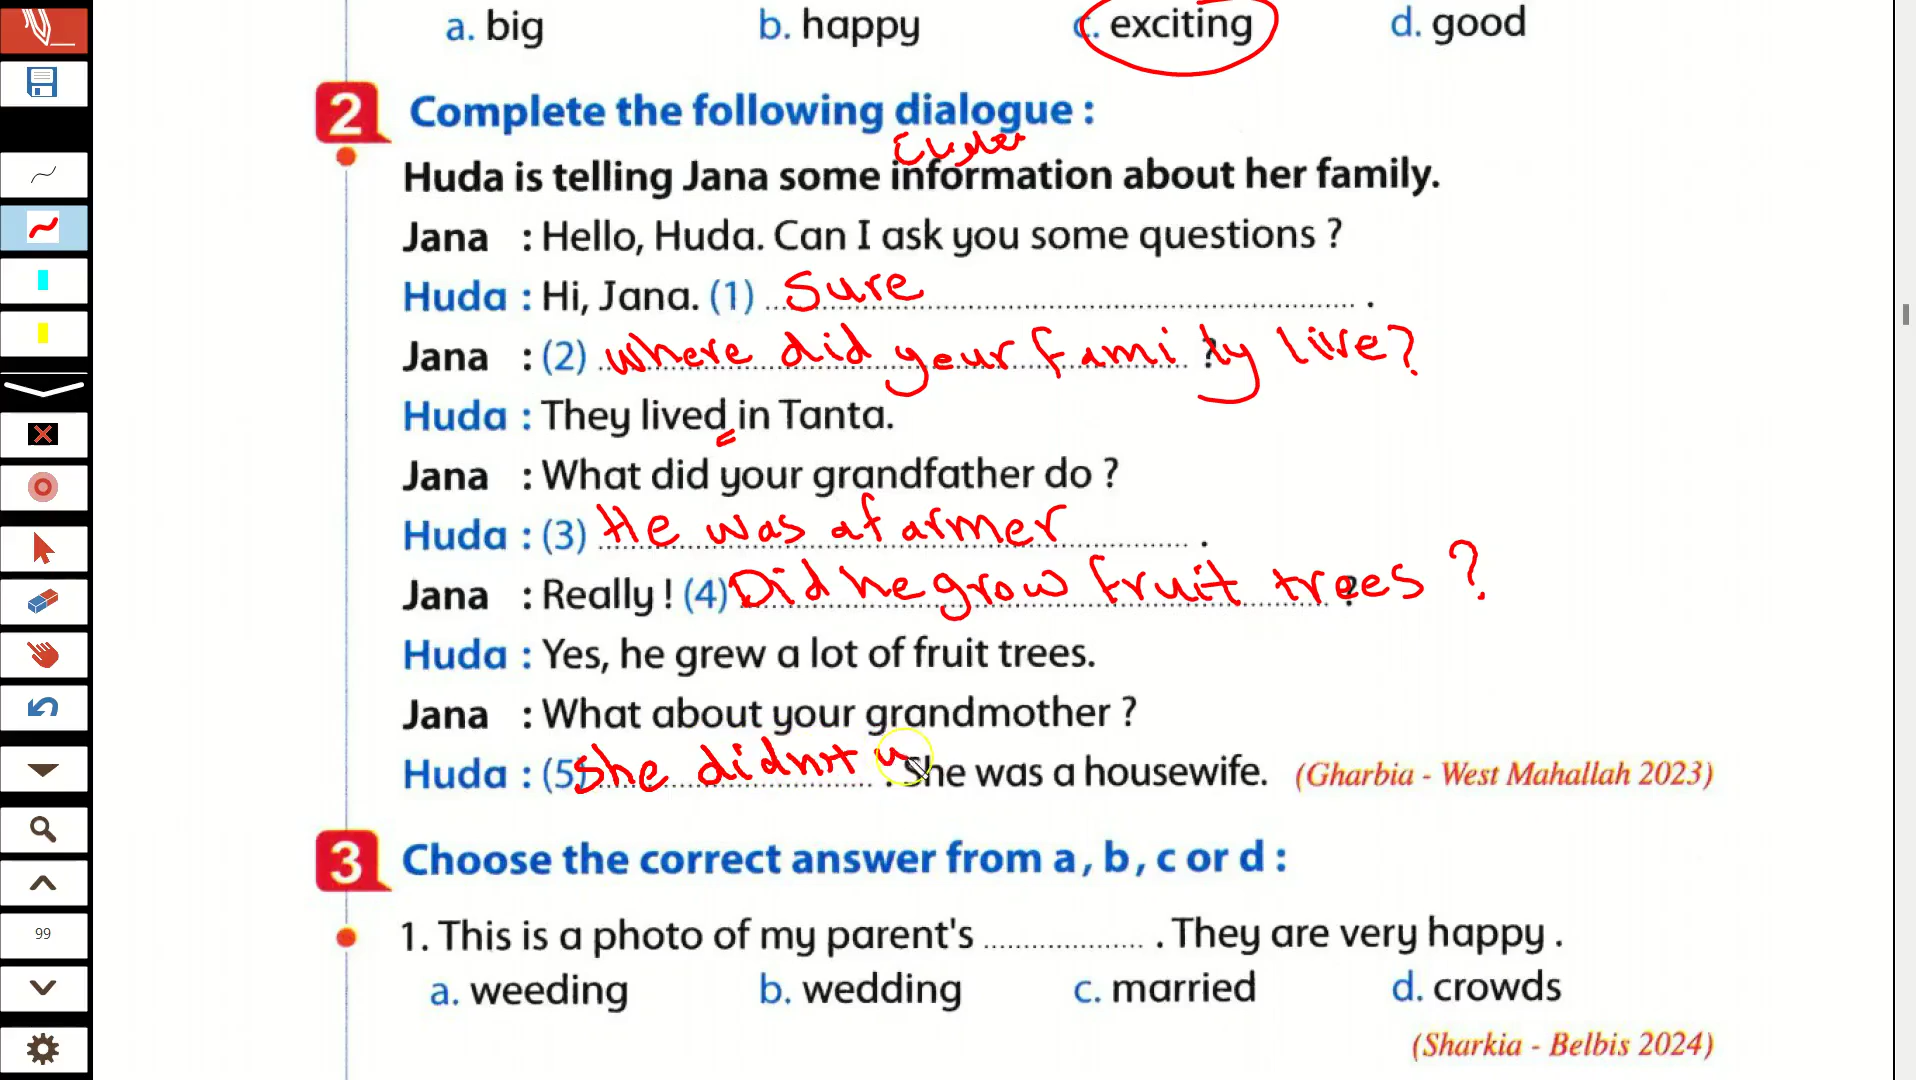 a. big b. happy c. exciting d. good
2 Complete the following dialogue :
Huda is telling Jana some information about her family.
Jana : Hello, Huda. Can I ask you some questions ?
Huda : Hi, Jana. (1) Sure .
Jana : (2) where did your family live? ?
Huda : They lived in Tanta.
Jana : What did your grandfather do ?
Huda : (3) He was a farmer .
Jana : Really ! (4) Did he grow fruit trees ? ?
Huda : Yes, he grew a lot of fruit trees.
Jana : What about your grandmother ?
Huda : (5) She didnt . She was a housewife. (Gharbia - West Mahallah 2023)
3 Choose the correct answer from a , b , c or d :
1. This is a photo of my parent's .................... . They are very happy .
a. weeding b. wedding c. married d. crowds
(Sharkia - Belbis 2024)
99